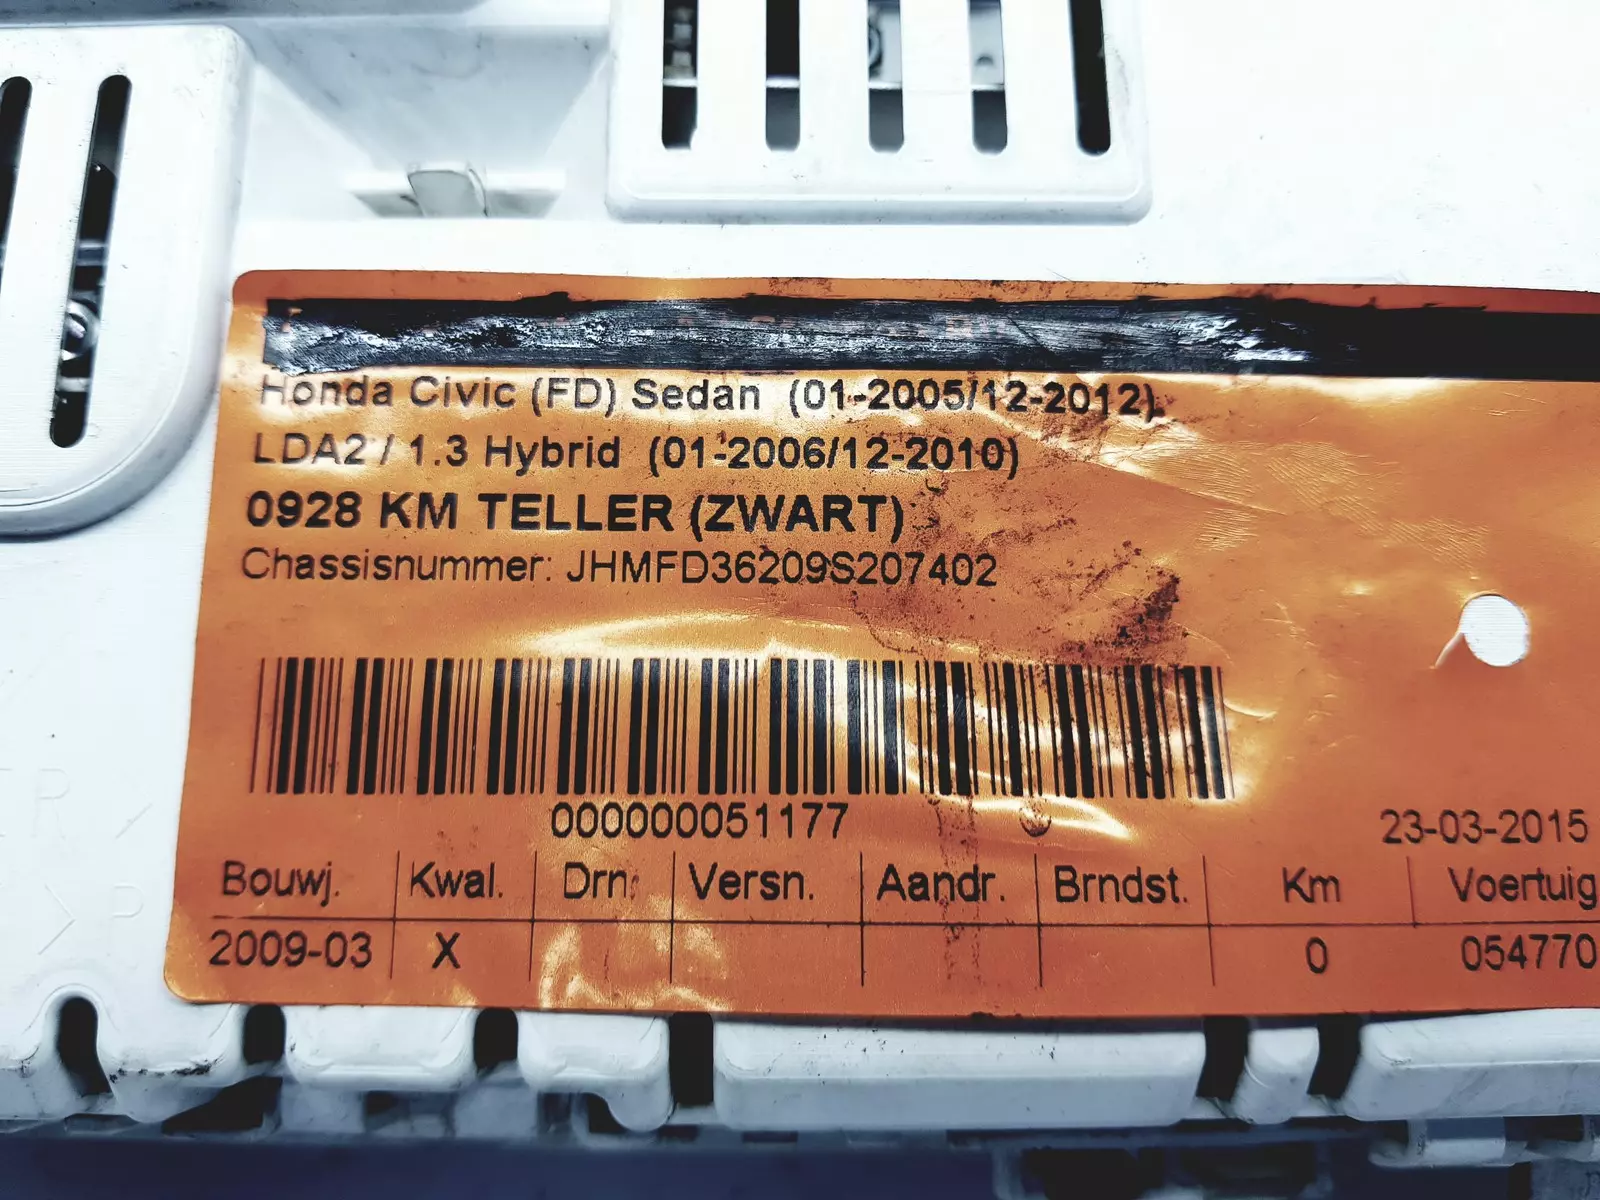 Honda Civic (FD) Sedan (01-2005/12-2012)
LDA2 / 1.3 Hybrid (01-2006/12-2010)
0928 KM TELLER (ZWART)
Chassisnummer: JHMFD36209S207402
000000051177
23-03-2015
Bouwj. Kwal. Drn. Versn. Aandr. Brndst. Km Voertuig
2009-03 X 0 054770